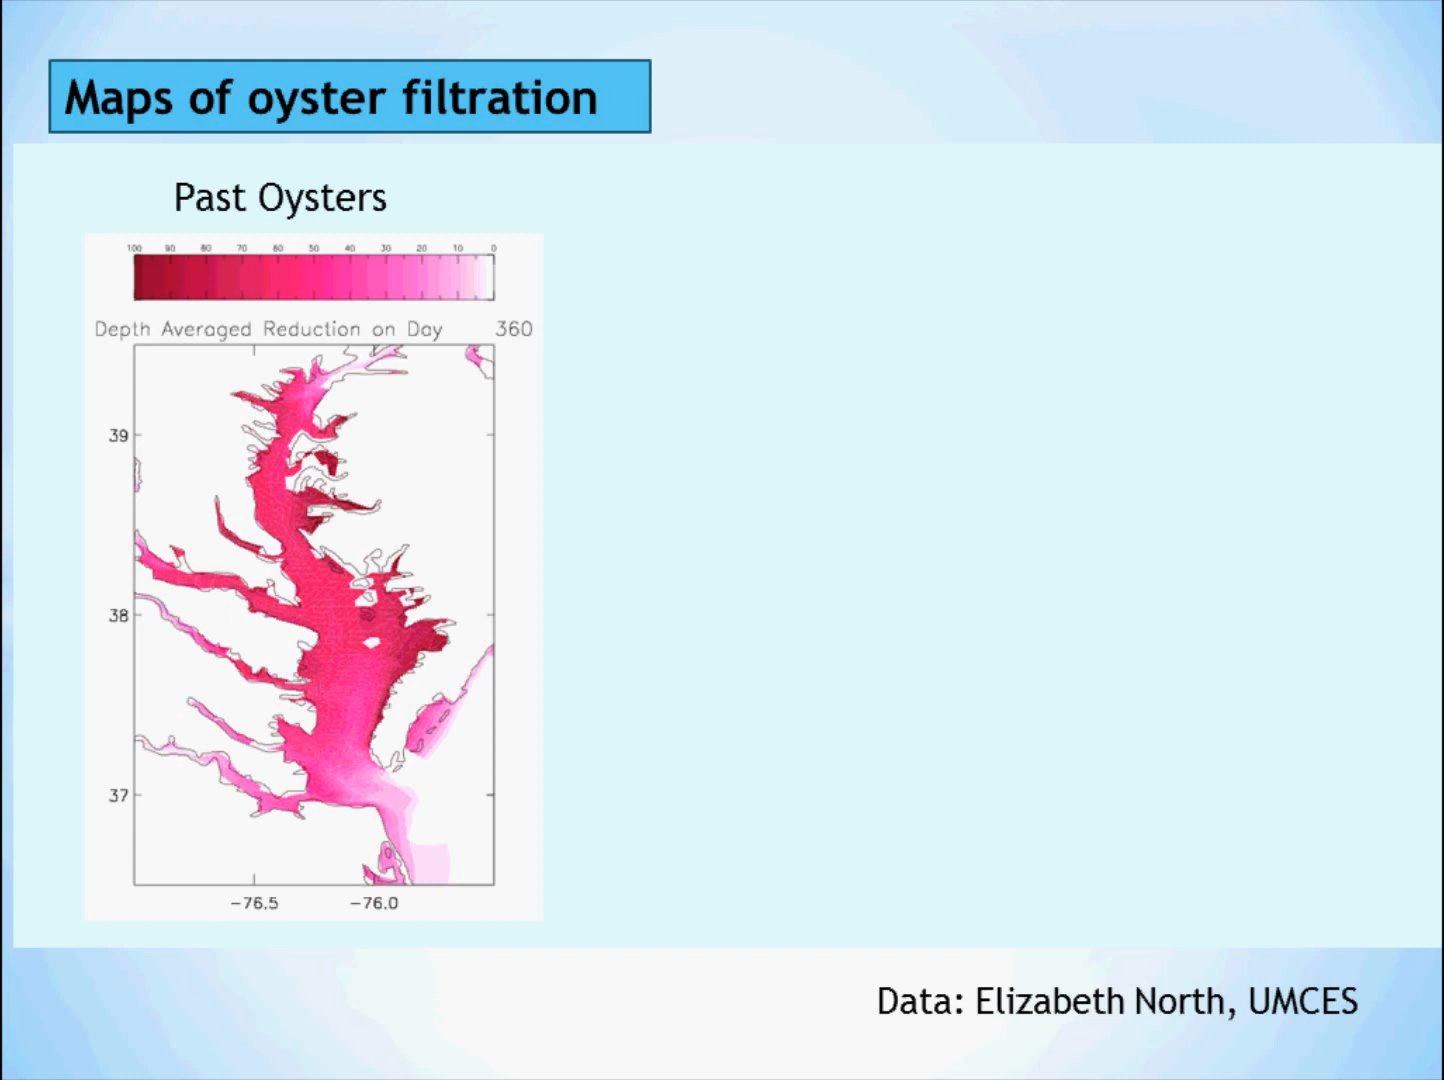 Maps of oyster filtration
Past Oysters
100 90 80 70 60 50 40 30 20 10 0
Depth Averaged Reduction on Day 360
39
38
37
-76.5 -76.0
Data: Elizabeth North, UMCES